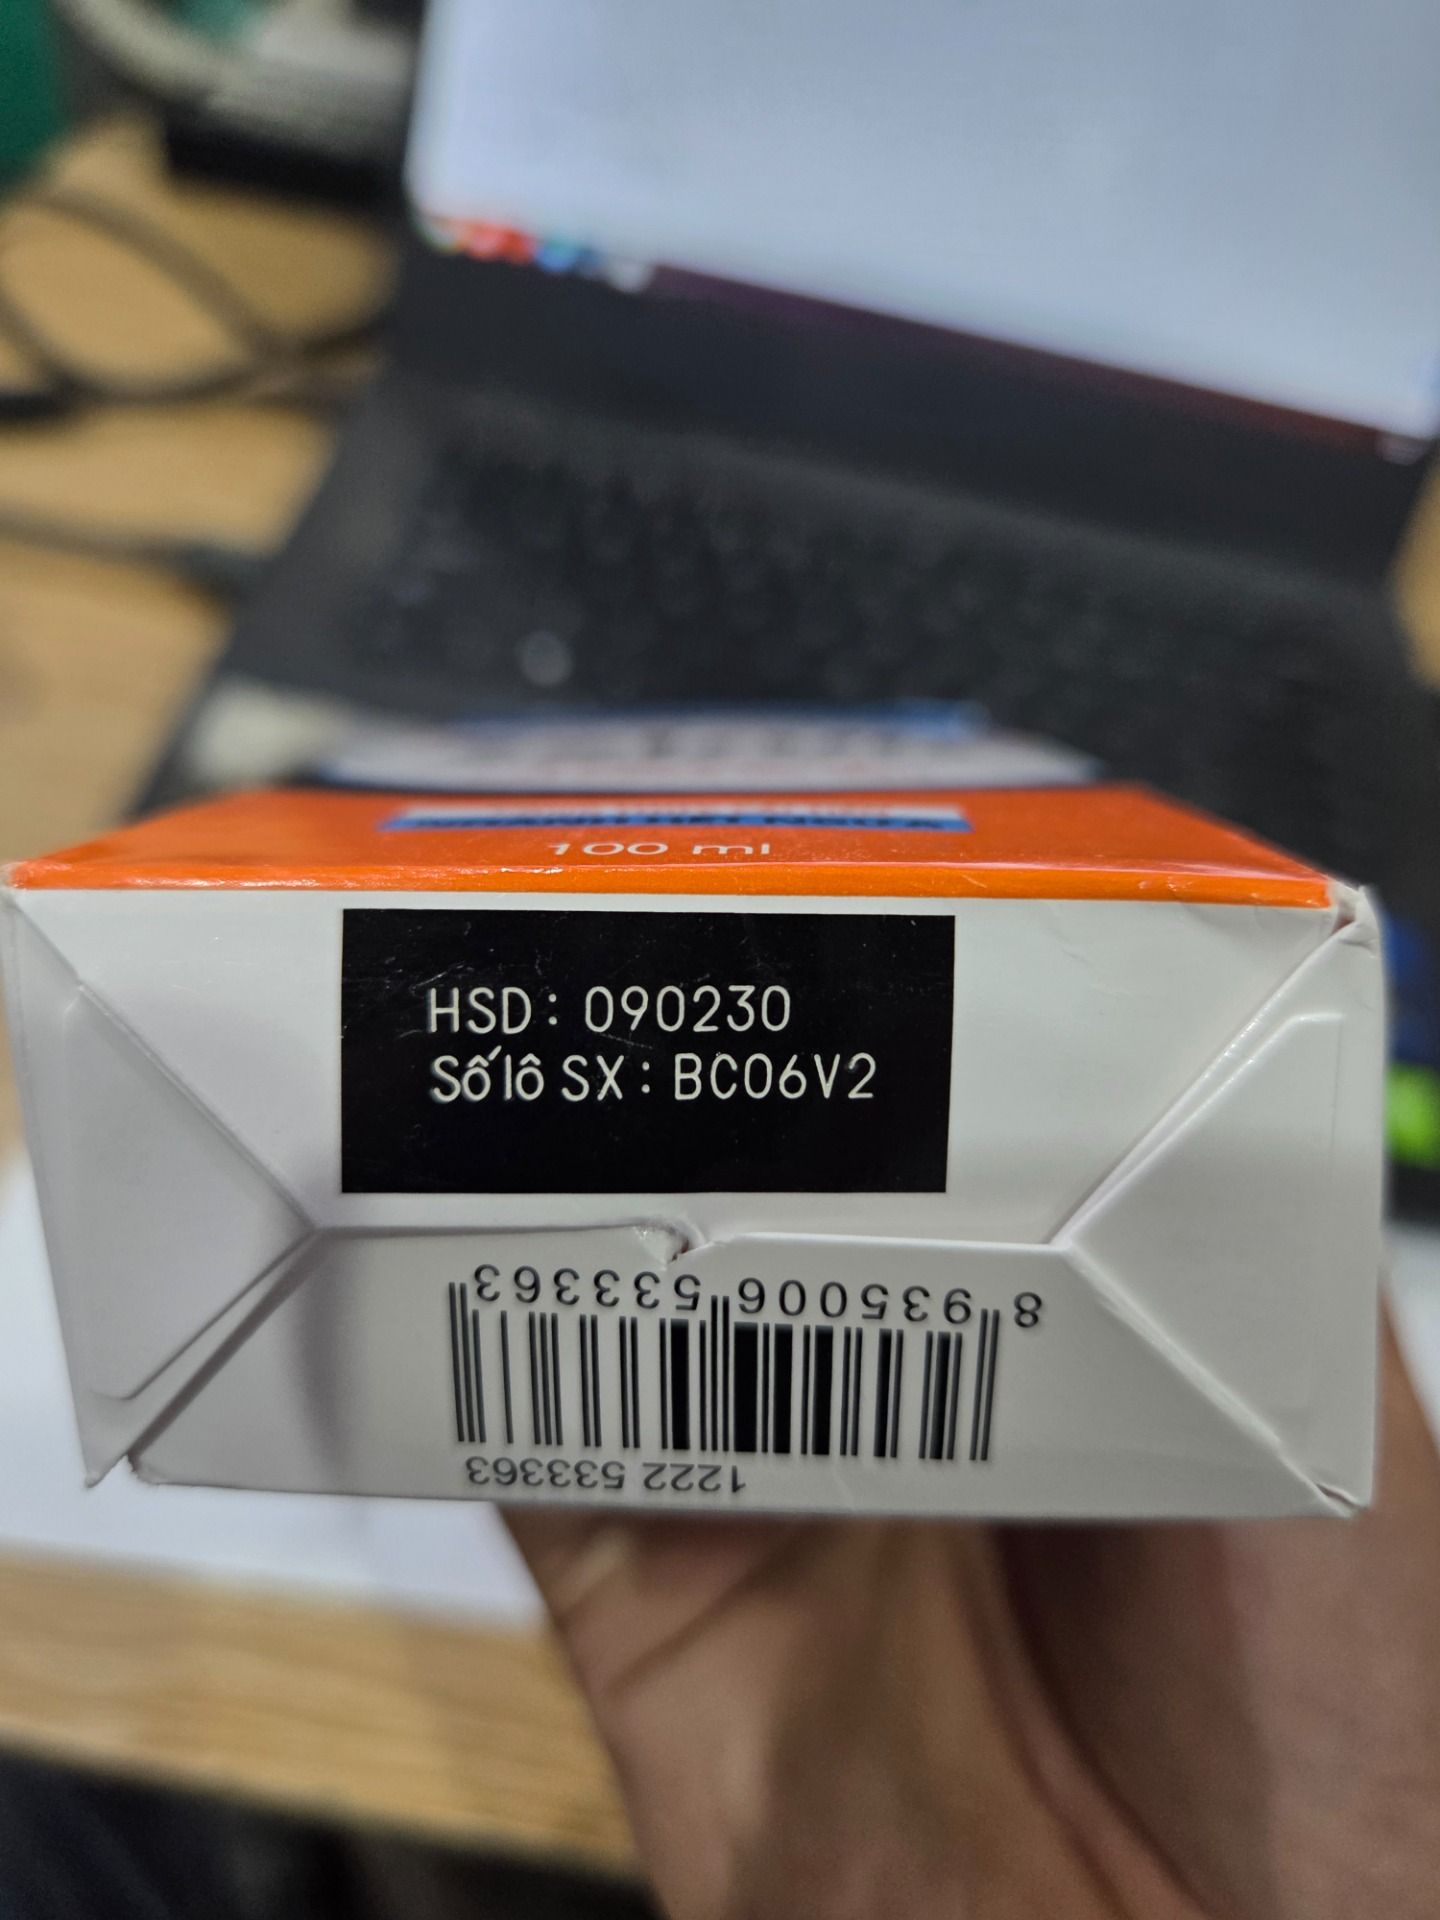 100 ml
HSD: 090230
Số lô SX: BC06V2
8 935006 533363
1222 533363